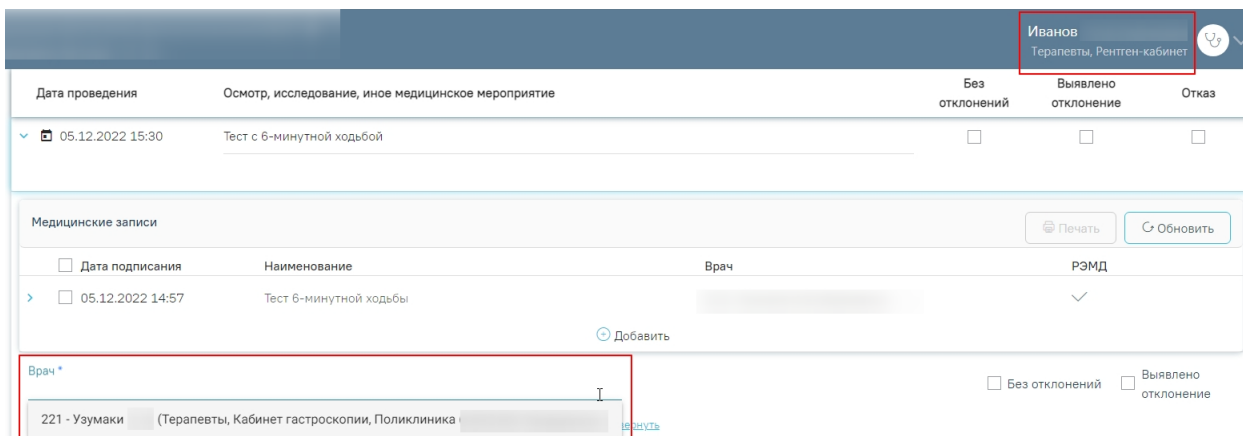 Иванов
Терапевты, Рентген-кабинет
Дата проведения Осмотр, исследование, иное медицинское мероприятие Без отклонений Выявлено отклонение Отказ
05.12.2022 15:30 Тест с 6-минутной ходьбой
Медицинские записи Печать Обновить
Дата подписания Наименование Врач РЭМД
05.12.2022 14:57 Тест 6-минутной ходьбы
Добавить
Врач *
Без отклонений Выявлено отклонение
221 - Узумаки (Терапевты, Кабинет гастроскопии, Поликлиника